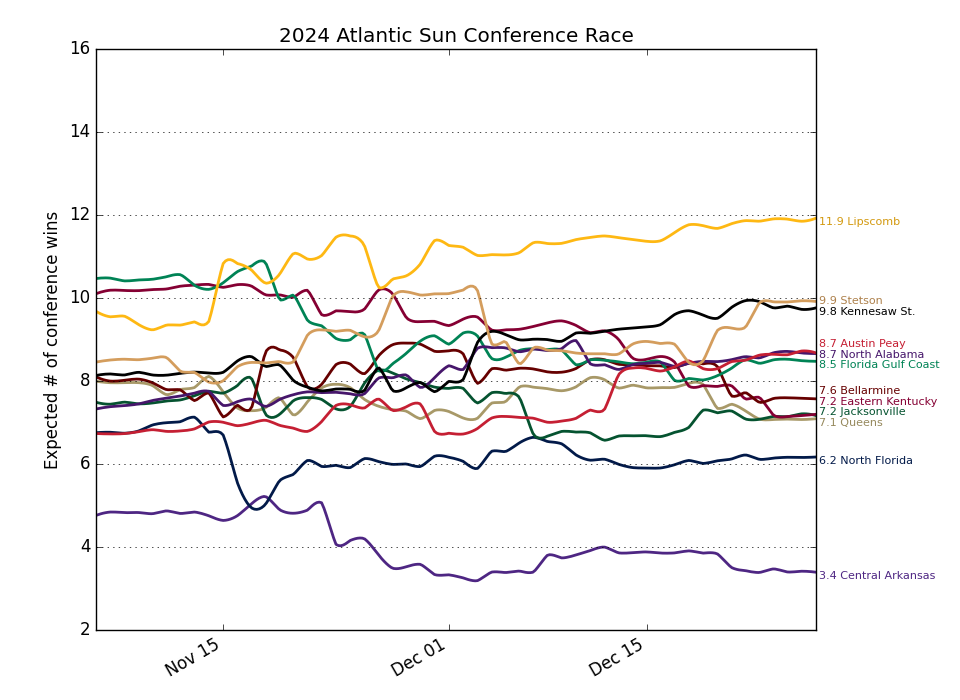 2024 Atlantic Sun Conference Race
Expected # of conference wins
16
14
12
10
8
6
4
2
Nov 15
Dec 01
Dec 15
11.9 Lipscomb
9.9 Stetson
9.8 Kennesaw St.
8.7 Austin Peay
8.7 North Alabama
8.5 Florida Gulf Coast
7.6 Bellarmine
7.2 Eastern Kentucky
7.2 Jacksonville
7.1 Queens
6.2 North Florida
3.4 Central Arkansas